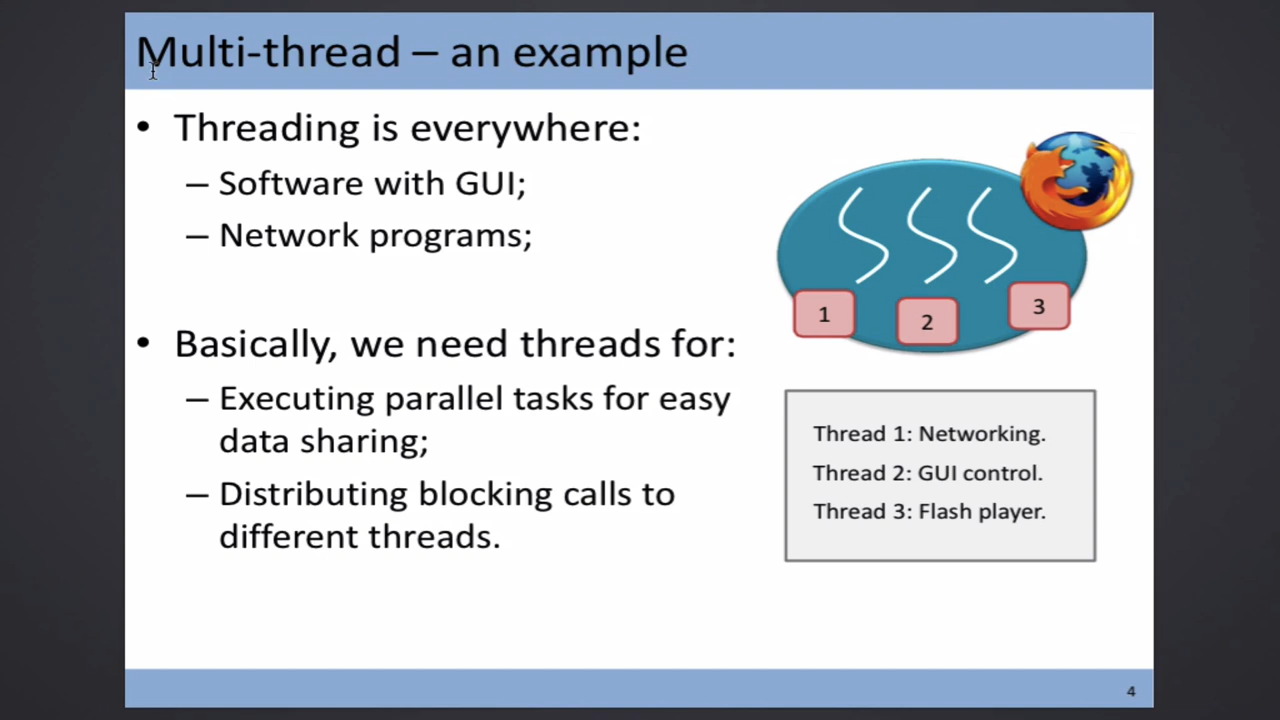 Multi-thread – an example
• Threading is everywhere:
– Software with GUI;
– Network programs;
• Basically, we need threads for:
– Executing parallel tasks for easy
data sharing;
– Distributing blocking calls to
different threads.
1
2
3
Thread 1: Networking.
Thread 2: GUI control.
Thread 3: Flash player.
4